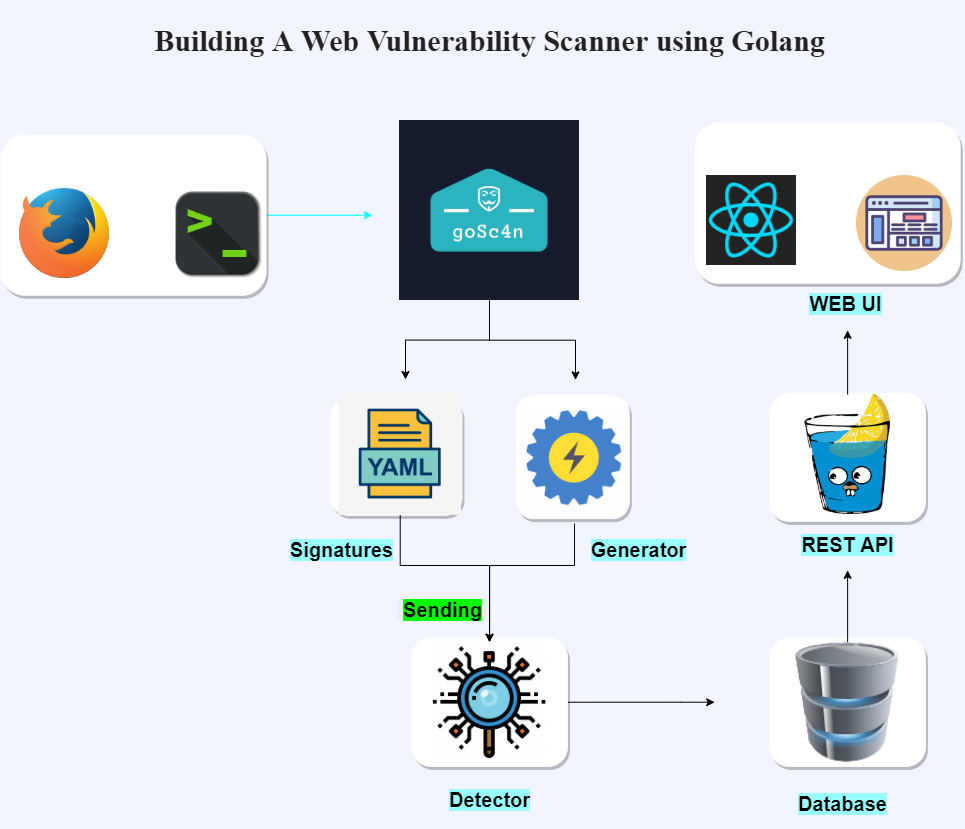 Building A Web Vulnerability Scanner using Golang
goSc4n
WEB UI
YAML
Signatures
Generator
REST API
Sending
Detector
Database